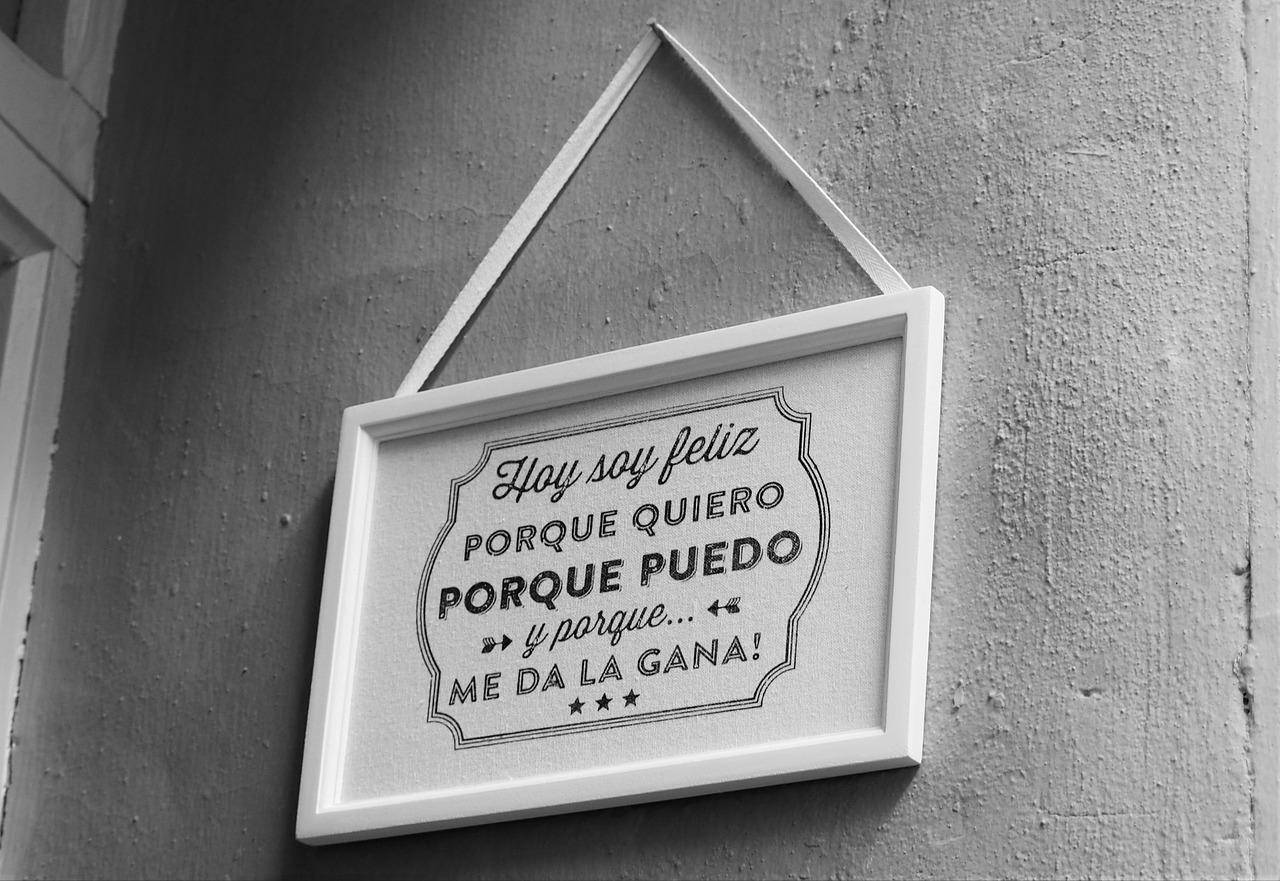 Hoy soy feliz
PORQUE QUIERO
PORQUE PUEDO
y porque...
ME DA LA GANA!